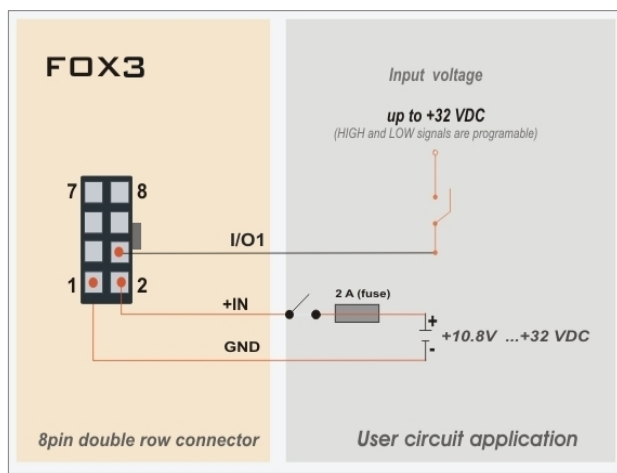 FOX3
Input voltage
up to +32 VDC
(HIGH and LOW signals are programable)
7
8
I/O1
1
2
+IN
2 A (fuse)
+
+10.8V ...+32 VDC
-
GND
8pin double row connector
User circuit application